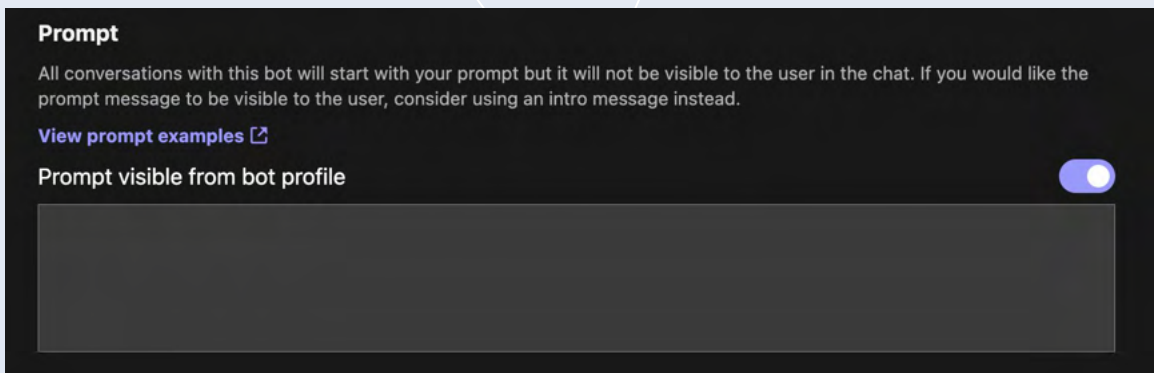 Prompt
All conversations with this bot will start with your prompt but it will not be visible to the user in the chat. If you would like the
prompt message to be visible to the user, consider using an intro message instead.
View prompt examples
Prompt visible from bot profile